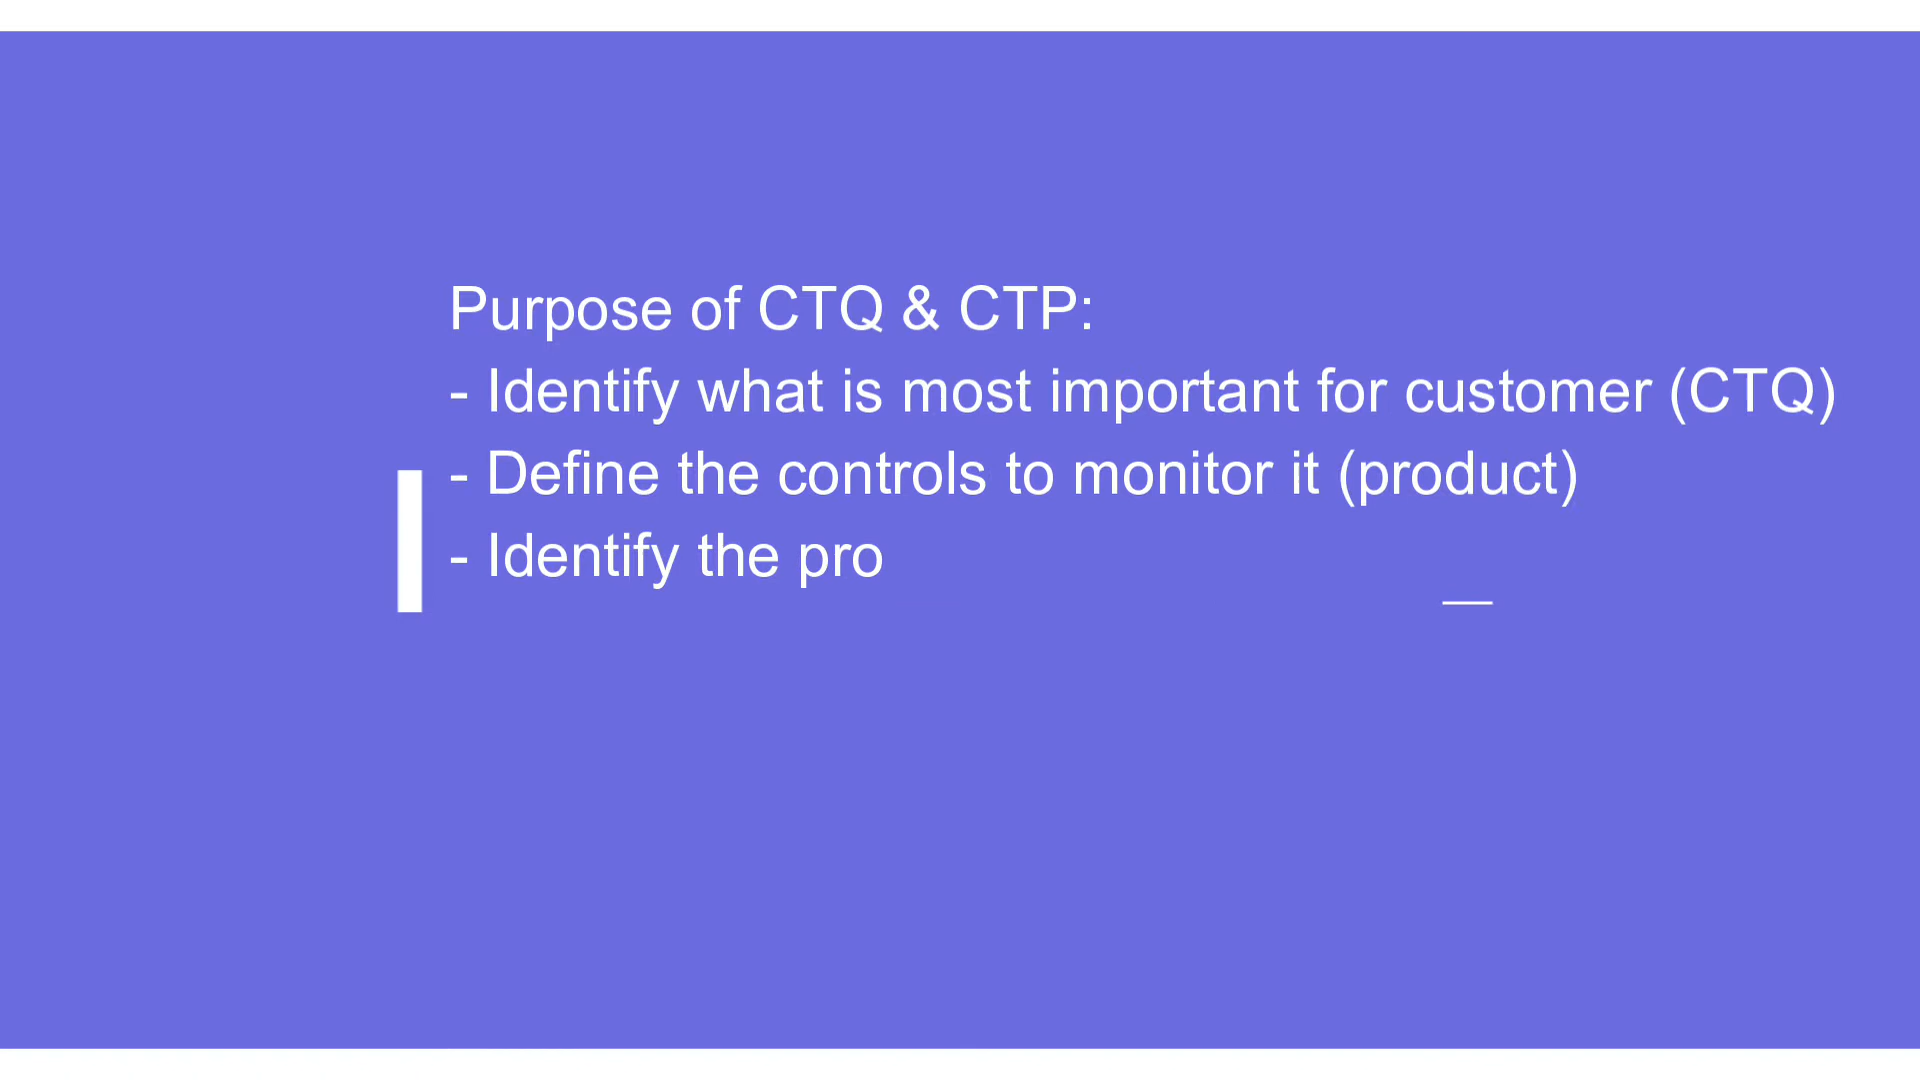 Purpose of CTQ & CTP:
- Identify what is most important for customer (CTQ)
- Define the controls to monitor it (product)
- Identify the pro